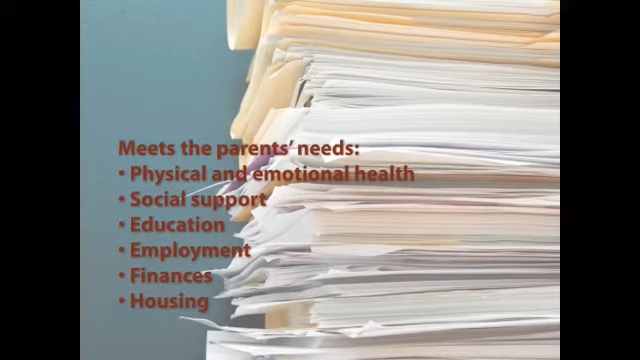 Meets the parents' needs:
• Physical and emotional health
• Social support
• Education
• Employment
• Finances
• Housing